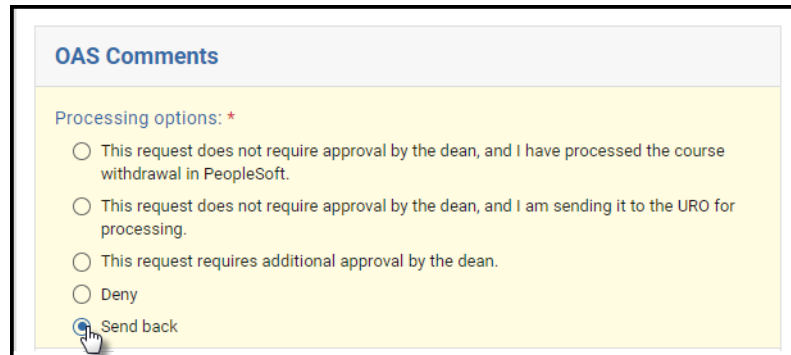 OAS Comments
Processing options: *
This request does not require approval by the dean, and I have processed the course
withdrawal in PeopleSoft.
This request does not require approval by the dean, and I am sending it to the URO for
processing.
This request requires additional approval by the dean.
Deny
Send back